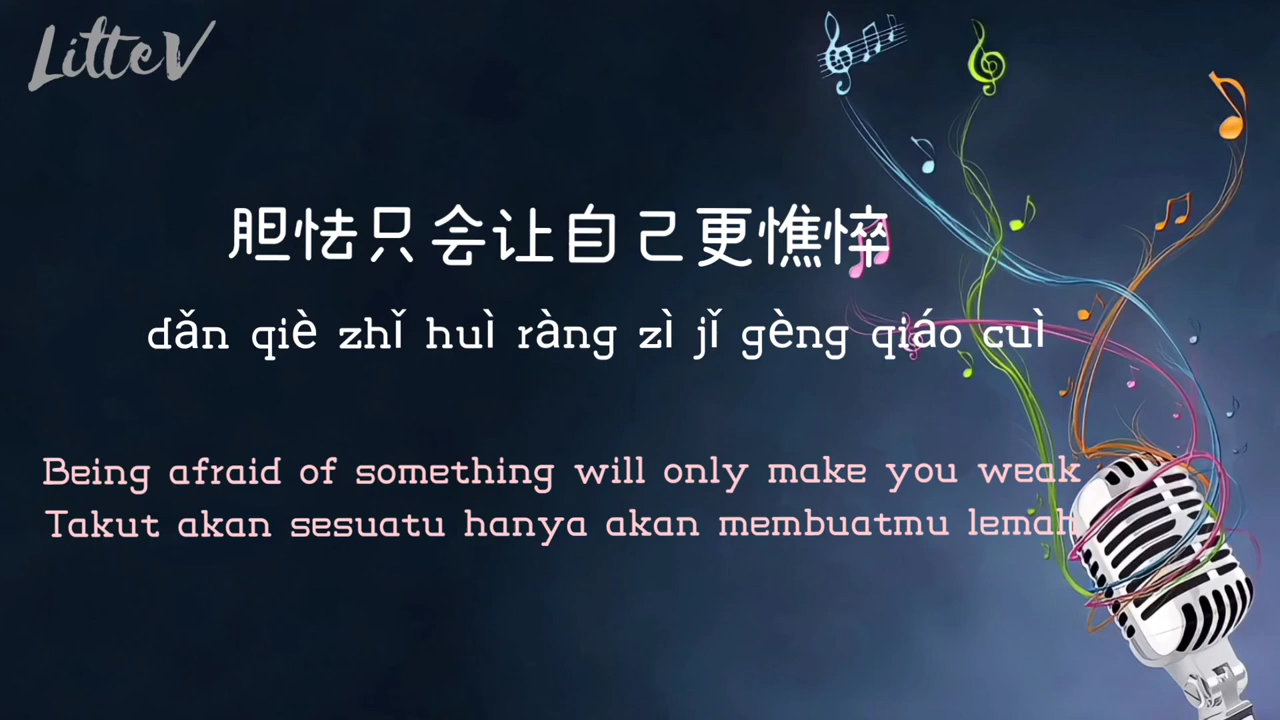 LitteV
胆怯只会让自己更憔悴
dǎn qiè zhǐ huì ràng zì jǐ gèng qiáo cuì
Being afraid of something will only make you weak
Takut akan sesuatu hanya akan membuatmu lemah